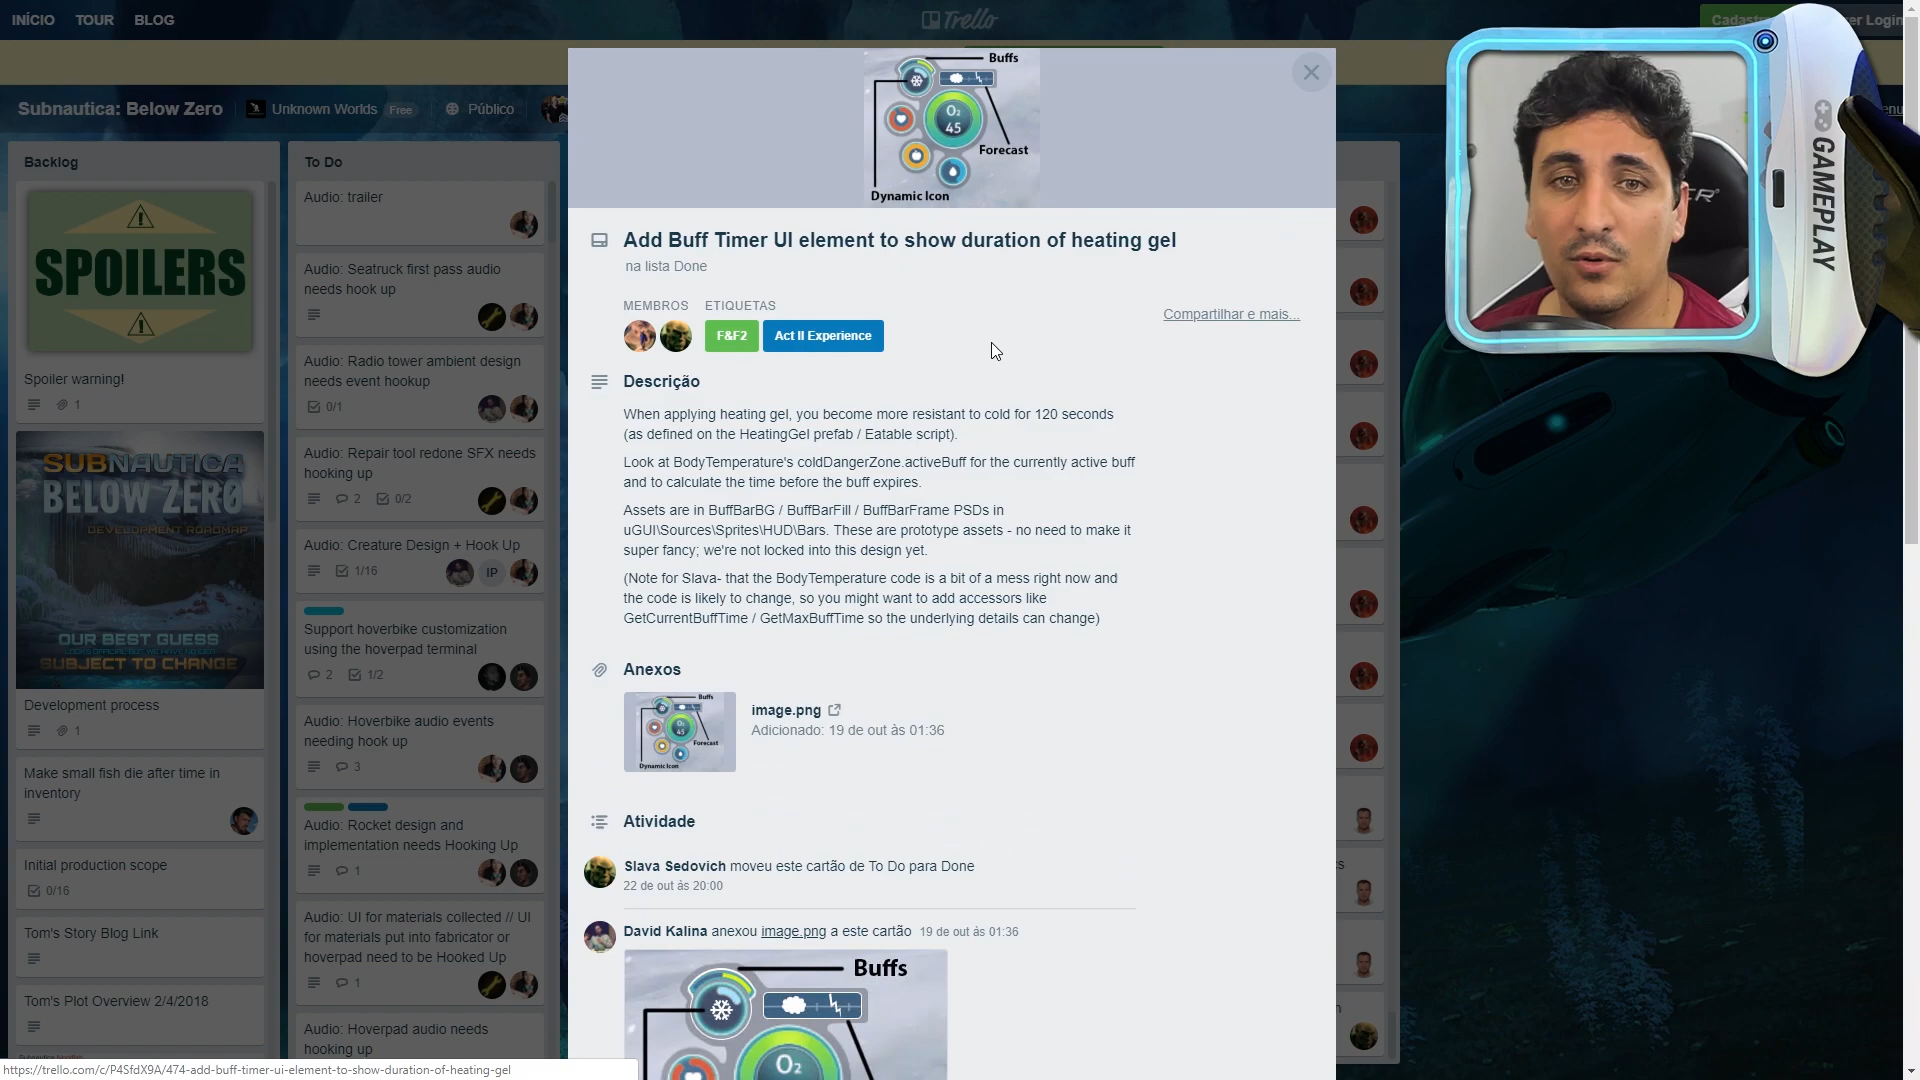 INÍCIO TOUR BLOG
Trello
Subnautica: Below Zero
Unknown Worlds Free
Público
Backlog
SPOILERS
Spoiler warning!
1
SUBNAUTICA
BELOW ZERO
DEVELOPMENT ROADMAP
OUR BEST GUESS
SUBJECT TO CHANGE
Development process
1
Make small fish die after time in
inventory
Initial production scope
0/16
Tom's Story Blog Link
Tom's Plot Overview 2/4/2018
To Do
Audio: trailer
Audio: Seatruck first pass audio
needs hook up
Audio: Radio tower ambient design
needs event hookup
0/1
Audio: Repair tool redone SFX needs
hooking up
2 0/2
Audio: Creature Design + Hook Up
1/16 IP
Support hoverbike customization
using the hoverpad terminal
2 1/2
Audio: Hoverbike audio events
needing hook up
3
Audio: Rocket design and
implementation needs Hooking Up
1
Audio: UI for materials collected // UI
for materials put into fabricator or
hoverpad need to be Hooked Up
1
Audio: Hoverpad audio needs
hooking up
Buffs
O2
45
Forecast
Dynamic Icon
Add Buff Timer UI element to show duration of heating gel
na lista Done
MEMBROS ETIQUETAS
F&F2 Act II Experience
Compartilhar e mais...
Descrição
When applying heating gel, you become more resistant to cold for 120 seconds
(as defined on the HeatingGel prefab / Eatable script).
Look at BodyTemperature's coldDangerZone.activeBuff for the currently active buff
and to calculate the time before the buff expires.
Assets are in BuffBarBG / BuffBarFill / BuffBarFrame PSDs in
uGUI\Sources\Sprites\HUD\Bars. These are prototype assets - no need to make it
super fancy; we're not locked into this design yet.
(Note for Slava- that the BodyTemperature code is a bit of a mess right now and
the code is likely to change, so you might want to add accessors like
GetCurrentBuffTime / GetMaxBuffTime so the underlying details can change)
Anexos
Buffs
O2
45
Forecast
Dynamic Icon
image.png
Adicionado: 19 de out às 01:36
Atividade
Slava Sedovich moveu este cartão de To Do para Done
22 de out às 20:00
David Kalina anexou image.png a este cartão 19 de out às 01:36
Buffs
O2
GAMEPLAY
https://trello.com/c/P4SfdX9A/474-add-buff-timer-ui-element-to-show-duration-of-heating-gel